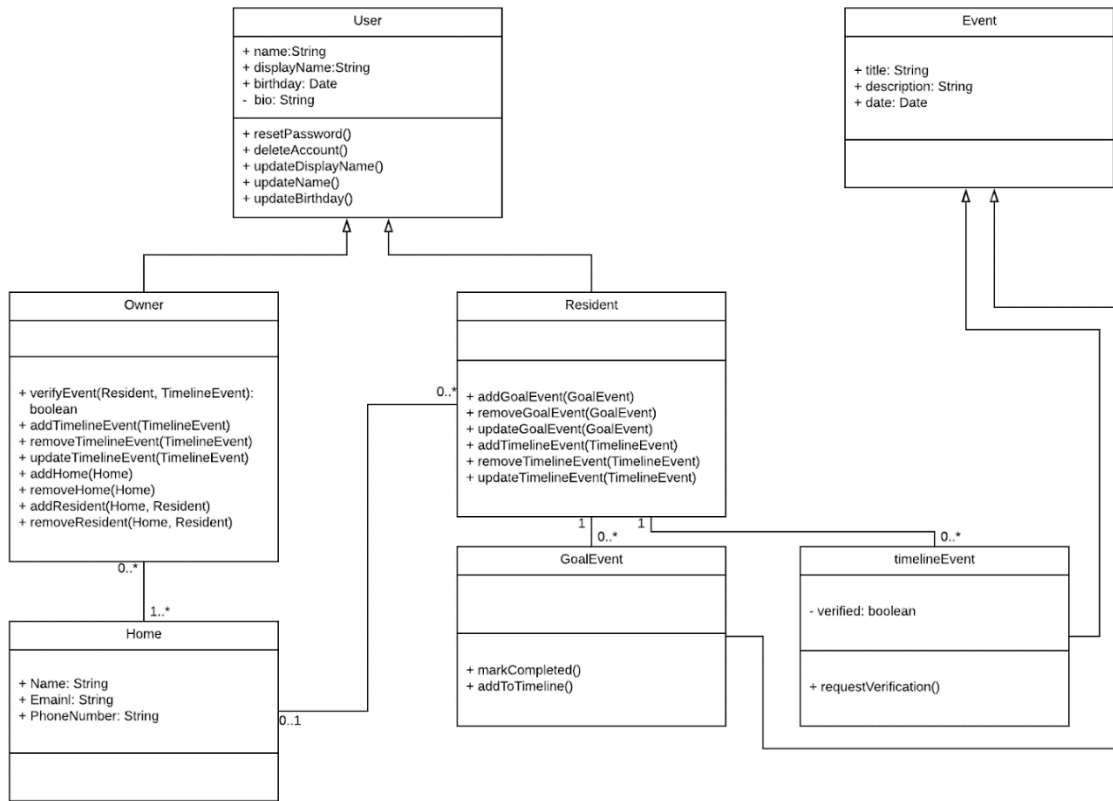 User
+ name:String
+ displayName:String
+ birthday: Date
- bio: String
+ resetPassword()
+ deleteAccount()
+ updateDisplayName()
+ updateName()
+ updateBirthday()
Event
+ title: String
+ description: String
+ date: Date
Owner
+ verifyEvent(Resident, TimelineEvent):
boolean
+ addTimelineEvent(TimelineEvent)
+ removeTimelineEvent(TimelineEvent)
+ updateTimelineEvent(TimelineEvent)
+ addHome(Home)
+ removeHome(Home)
+ addResident(Home, Resident)
+ removeResident(Home, Resident)
0..*
1..*
Resident
+ addGoalEvent(GoalEvent)
+ removeGoalEvent(GoalEvent)
+ updateGoalEvent(GoalEvent)
+ addTimelineEvent(TimelineEvent)
+ removeTimelineEvent(TimelineEvent)
+ updateTimelineEvent(TimelineEvent)
0..*
1
0..*
1
0..*
Home
+ Name: String
+ Emainl: String
+ PhoneNumber: String
0..1
GoalEvent
+ markCompleted()
+ addToTimeline()
timelineEvent
- verified: boolean
+ requestVerification()